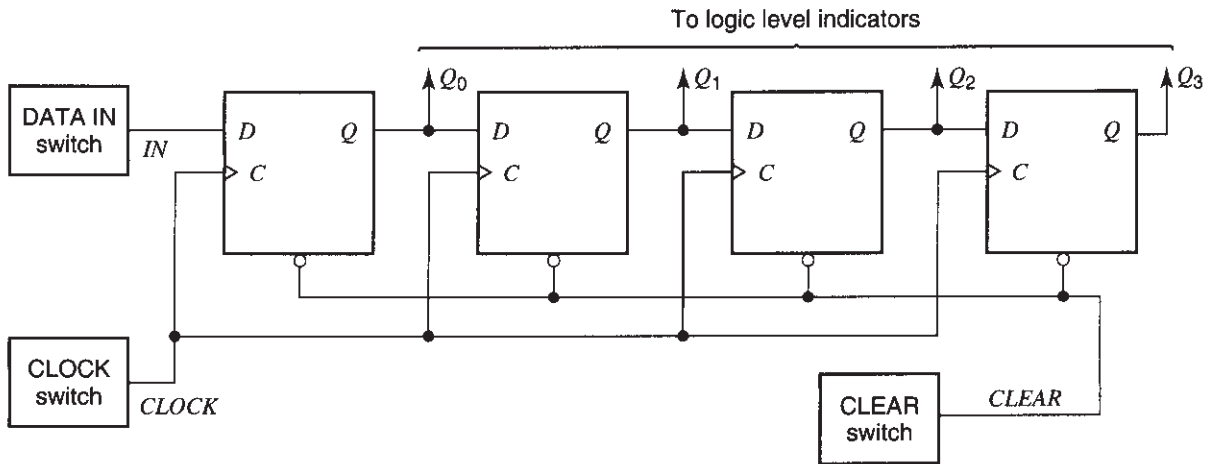 To logic level indicators
Q0 Q1 Q2 Q3
DATA IN
switch
IN
D Q D Q D Q D Q
C C C C
CLOCK
switch
CLOCK
CLEAR
switch
CLEAR